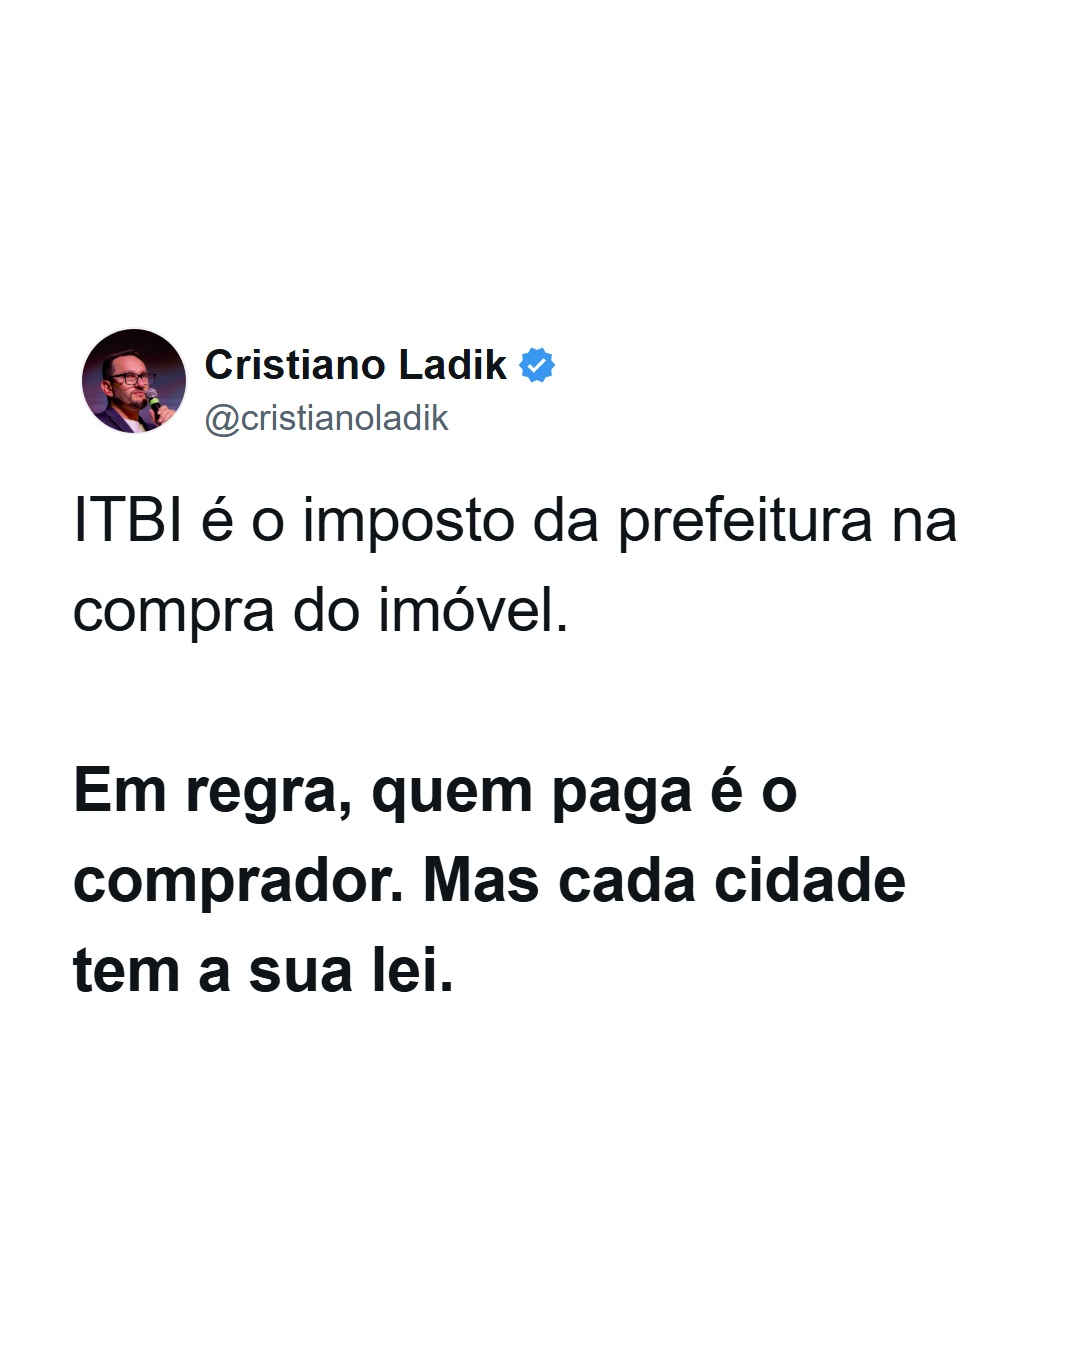 Cristiano Ladik
@cristianoladik
ITBI é o imposto da prefeitura na
compra do imóvel.
Em regra, quem paga é o
comprador. Mas cada cidade
tem a sua lei.